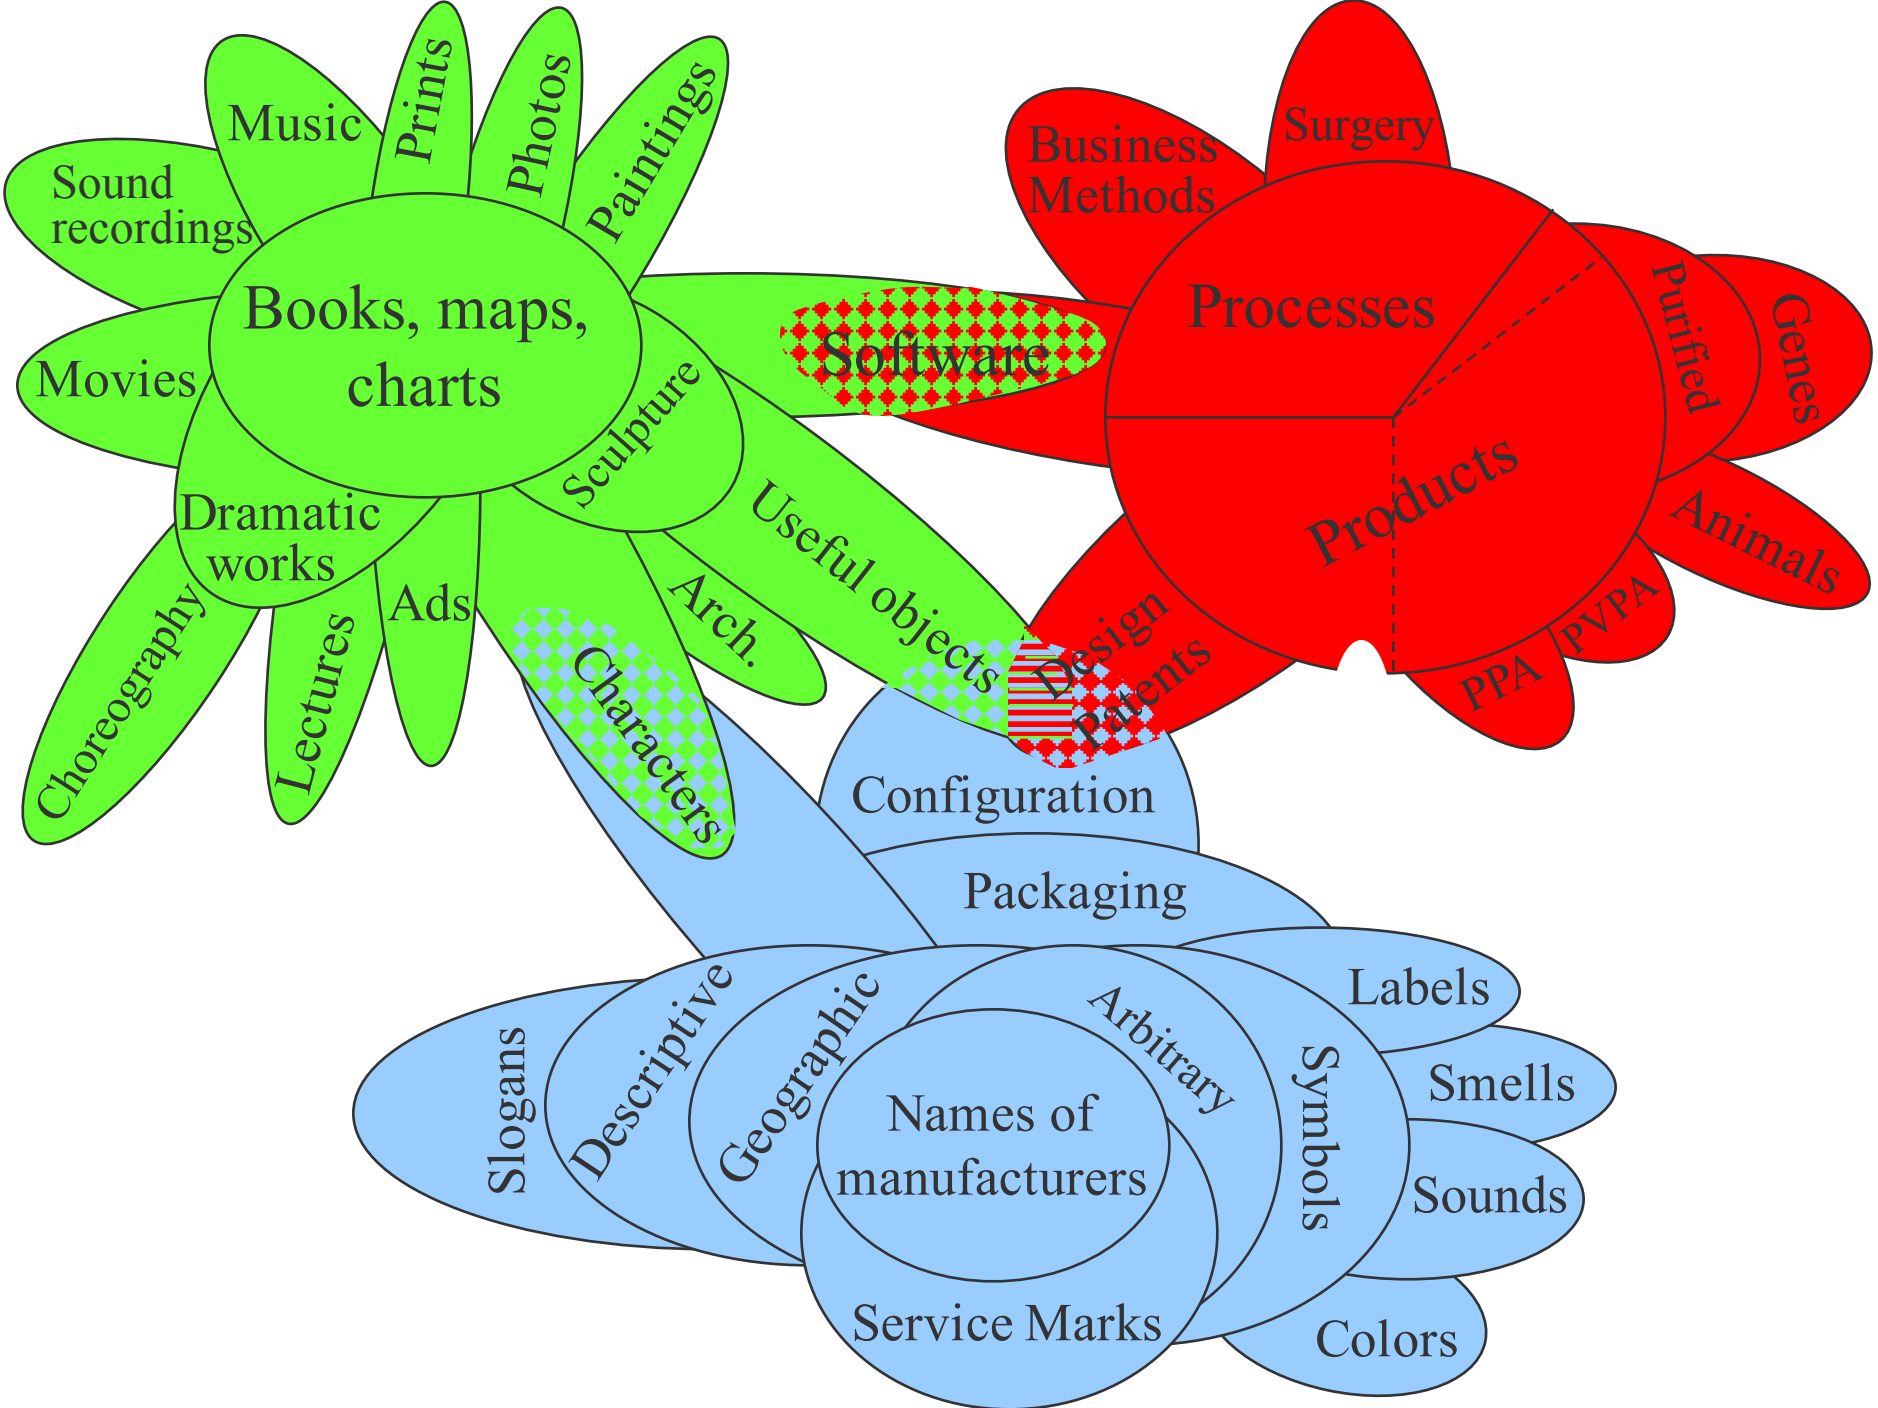 Music
Prints
Photos
Paintings
Sound
recordings
Books, maps,
charts
Movies
Sculpture
Dramatic
works
Choreography
Lectures
Ads
Characters
Arch.
Useful objects
Software
Business
Methods
Surgery
Processes
Products
Purified
Genes
Animals
PVPA
PPA
Design
Patents
Configuration
Packaging
Labels
Smells
Sounds
Colors
Symbols
Arbitrary
Geographic
Descriptive
Slogans
Names of
manufacturers
Service Marks